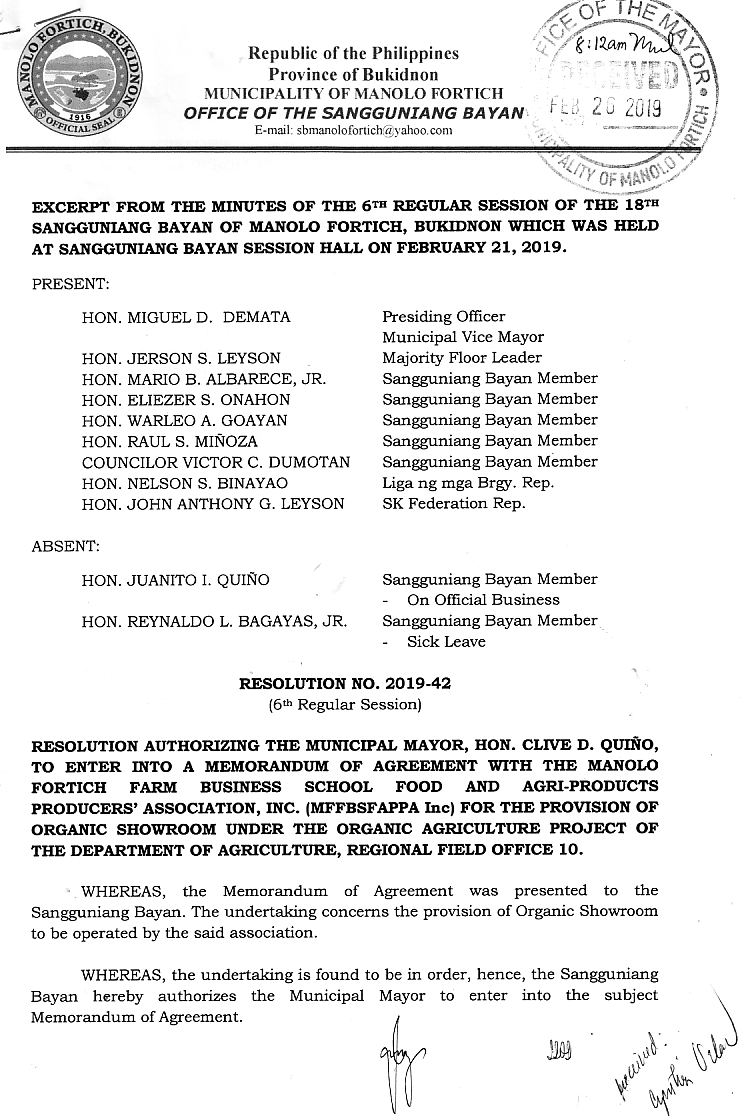 MANOLO FORTICH, BUKIDNON
1916
OFFICIAL SEAL
Republic of the Philippines
Province of Bukidnon
MUNICIPALITY OF MANOLO FORTICH
OFFICE OF THE SANGGUNIANG BAYAN
E-mail: sbmanolofortich@yahoo.com
OFFICE OF THE MAYOR
8:12am
RECEIVED
FEB 26 2019
MUNICIPALITY OF MANOLO FORTICH
EXCERPT FROM THE MINUTES OF THE 6TH REGULAR SESSION OF THE 18TH
SANGGUNIANG BAYAN OF MANOLO FORTICH, BUKIDNON WHICH WAS HELD
AT SANGGUNIANG BAYAN SESSION HALL ON FEBRUARY 21, 2019.
PRESENT:
HON. MIGUEL D. DEMATA Presiding Officer
Municipal Vice Mayor
HON. JERSON S. LEYSON Majority Floor Leader
HON. MARIO B. ALBARECE, JR. Sangguniang Bayan Member
HON. ELIEZER S. ONAHON Sangguniang Bayan Member
HON. WARLEO A. GOAYAN Sangguniang Bayan Member
HON. RAUL S. MIÑOZA Sangguniang Bayan Member
COUNCILOR VICTOR C. DUMOTAN Sangguniang Bayan Member
HON. NELSON S. BINAYAO Liga ng mga Brgy. Rep.
HON. JOHN ANTHONY G. LEYSON SK Federation Rep.
ABSENT:
HON. JUANITO I. QUIÑO Sangguniang Bayan Member
- On Official Business
HON. REYNALDO L. BAGAYAS, JR. Sangguniang Bayan Member
- Sick Leave
RESOLUTION NO. 2019-42
(6th Regular Session)
RESOLUTION AUTHORIZING THE MUNICIPAL MAYOR, HON. CLIVE D. QUIÑO,
TO ENTER INTO A MEMORANDUM OF AGREEMENT WITH THE MANOLO
FORTICH FARM BUSINESS SCHOOL FOOD AND AGRI-PRODUCTS
PRODUCERS' ASSOCIATION, INC. (MFFBSFAPPA Inc) FOR THE PROVISION OF
ORGANIC SHOWROOM UNDER THE ORGANIC AGRICULTURE PROJECT OF
THE DEPARTMENT OF AGRICULTURE, REGIONAL FIELD OFFICE 10.
WHEREAS, the Memorandum of Agreement was presented to the
Sangguniang Bayan. The undertaking concerns the provision of Organic Showroom
to be operated by the said association.
WHEREAS, the undertaking is found to be in order, hence, the Sangguniang
Bayan hereby authorizes the Municipal Mayor to enter into the subject
Memorandum of Agreement.
received: